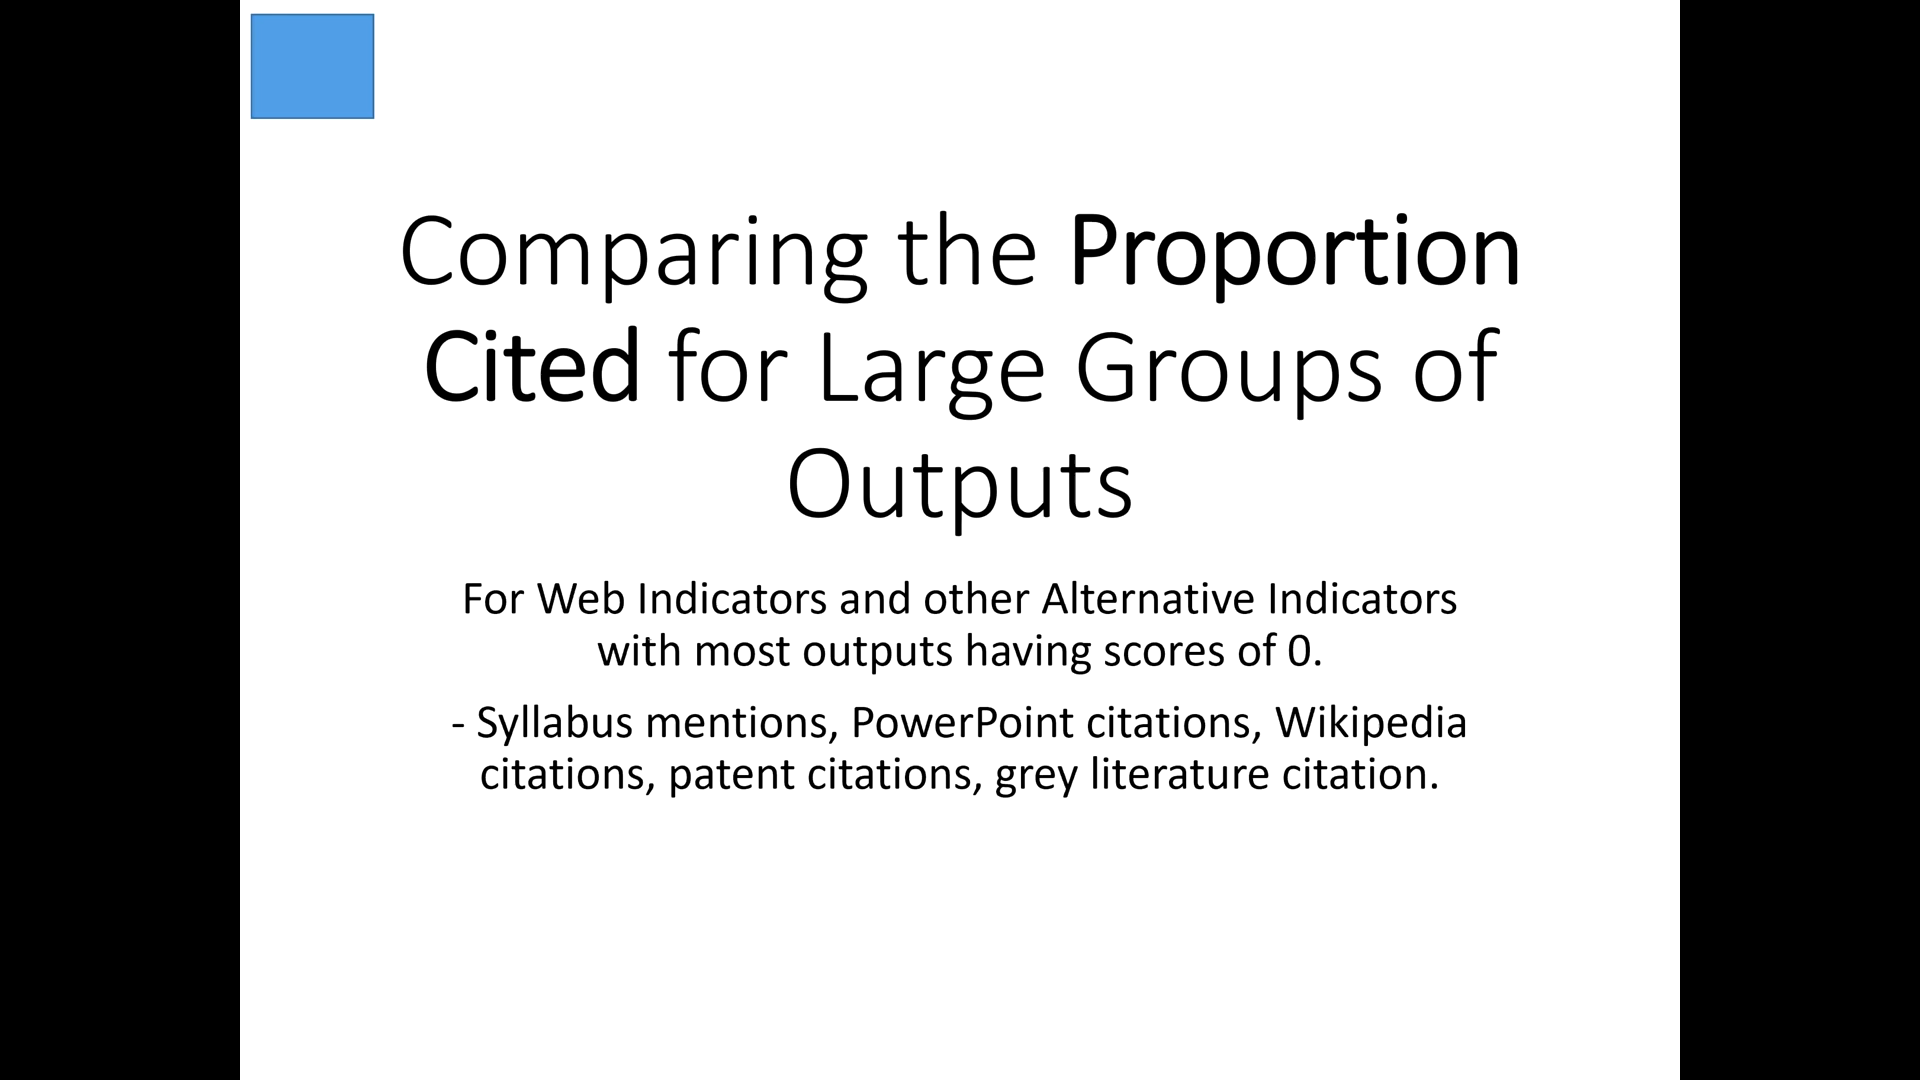 Comparing the Proportion
Cited for Large Groups of
Outputs
For Web Indicators and other Alternative Indicators
with most outputs having scores of 0.
- Syllabus mentions, PowerPoint citations, Wikipedia
citations, patent citations, grey literature citation.